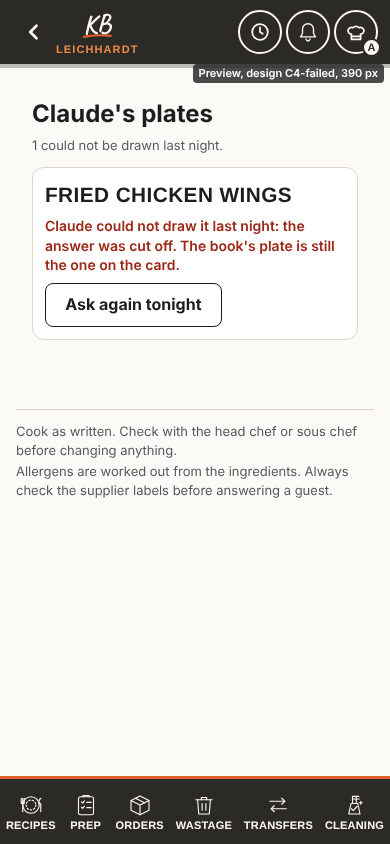 KB
LEICHHARDT
A
Preview, design C4-failed, 390 px
Claude's plates
1 could not be drawn last night.
FRIED CHICKEN WINGS
Claude could not draw it last night: the
answer was cut off. The book's plate is still
the one on the card.
Ask again tonight
Cook as written. Check with the head chef or sous chef
before changing anything.
Allergens are worked out from the ingredients. Always
check the supplier labels before answering a guest.
RECIPES PREP ORDERS WASTAGE TRANSFERS CLEANING